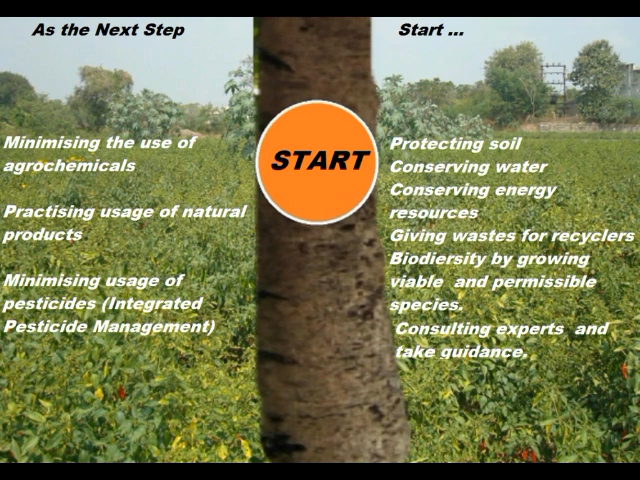 As the Next Step
Minimising the use of
agrochemicals
Practising usage of natural
products
Minimising usage of
pesticides (Integrated
Pesticide Management)
START
Start ...
Protecting soil
Conserving water
Conserving energy
resources
Giving wastes for recyclers
Biodiersity by growing
viable and permissible
species.
Consulting experts and
take guidance.